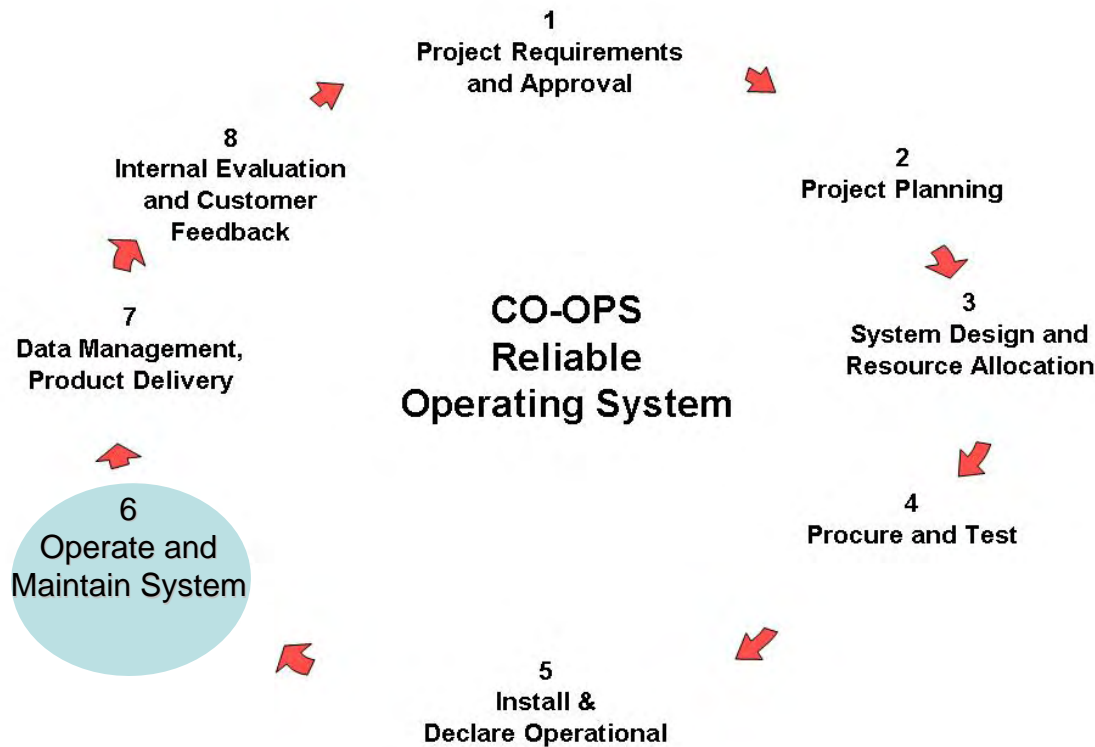 1
Project Requirements
and Approval
2
Project Planning
3
System Design and
Resource Allocation
4
Procure and Test
5
Install &
Declare Operational
6
Operate and
Maintain System
7
Data Management,
Product Delivery
8
Internal Evaluation
and Customer
Feedback
CO-OPS
Reliable
Operating System